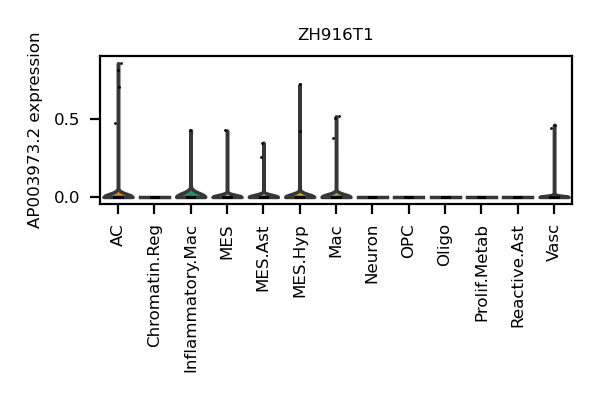 ZH916T1
AP003973.2 expression
0.5
0.0
AC
Chromatin.Reg
Inflammatory.Mac
MES
MES.Ast
MES.Hyp
Mac
Neuron
OPC
Oligo
Prolif.Metab
Reactive.Ast
Vasc